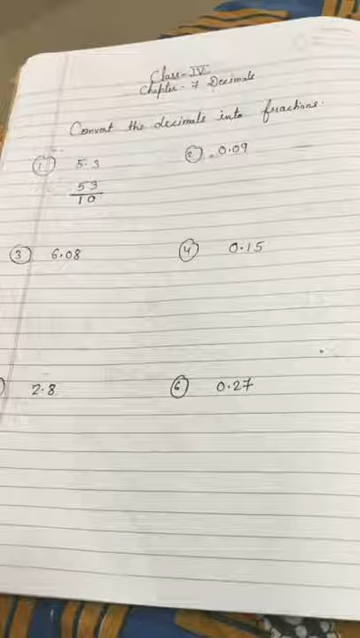 Class - IV
Chapter - 7 Decimals
Convert the decimals into fractions.
① 5.3 ② 0.09
53
10
③ 6.08 ④ 0.15
2.8 ⑥ 0.27